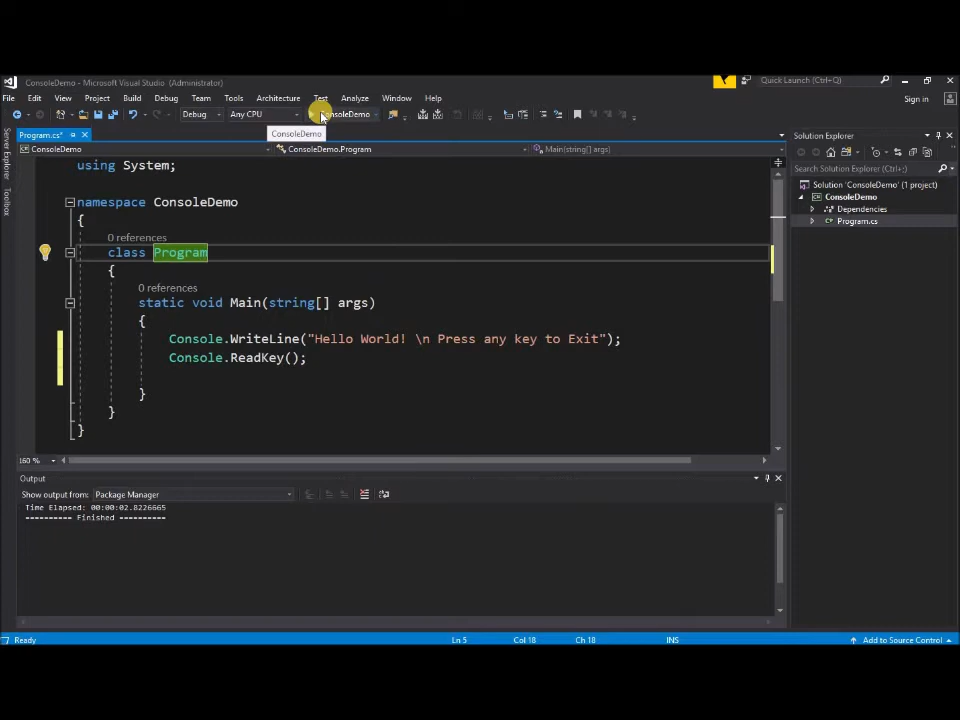 ConsoleDemo - Microsoft Visual Studio (Administrator)
Quick Launch (Ctrl+Q)
File Edit View Project Build Debug Team Tools Architecture Test Analyze Window Help
Sign in
Debug Any CPU ConsoleDemo
ConsoleDemo
Program.cs*
Solution Explorer
Server Explorer
Toolbox
ConsoleDemo
ConsoleDemo.Program
Main(string[] args)
Search Solution Explorer (Ctrl+;)
Solution 'ConsoleDemo' (1 project)
ConsoleDemo
Dependencies
Program.cs
using System;
namespace ConsoleDemo
{
0 references
class Program
{
0 references
static void Main(string[] args)
{
Console.WriteLine("Hello World! \n Press any key to Exit");
Console.ReadKey();
}
}
}
160 %
Output
Show output from: Package Manager
Time Elapsed: 00:00:02.8226665
========== Finished ==========
Ready
Ln 5
Col 18
Ch 18
INS
Add to Source Control